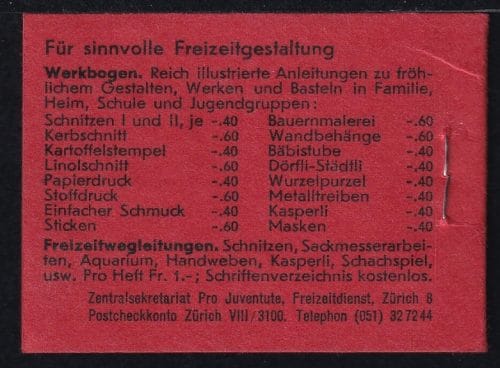 Für sinnvolle Freizeitgestaltung
Werkbogen. Reich illustrierte Anleitungen zu fröh-
lichem Gestalten, Werken und Basteln in Familie,
Heim, Schule und Jugendgruppen:
Schnitzen I und II, je -.40 Bauernmalerei -.60
Kerbschnitt -.60 Wandbehänge -.60
Kartoffelstempel -.40 Bäbistube -.40
Linolschnitt -.60 Dörfli-Städtli -.40
Papierdruck -.40 Wurzelpurzel -.40
Stoffdruck -.60 Metalltreiben -.40
Einfacher Schmuck -.40 Kasperli -.40
Sticken -.60 Masken -.40
Freizeitwegleitungen. Schnitzen, Sackmesserarbei-
ten, Aquarium, Handweben, Kasperli, Schachspiel,
usw. Pro Heft Fr. 1.-; Schriftenverzeichnis kostenlos.
Zentralsekretariat Pro Juventute, Freizeitdienst, Zürich 8
Postcheckkonto Zürich VIII/3100. Telephon (051) 32 72 44